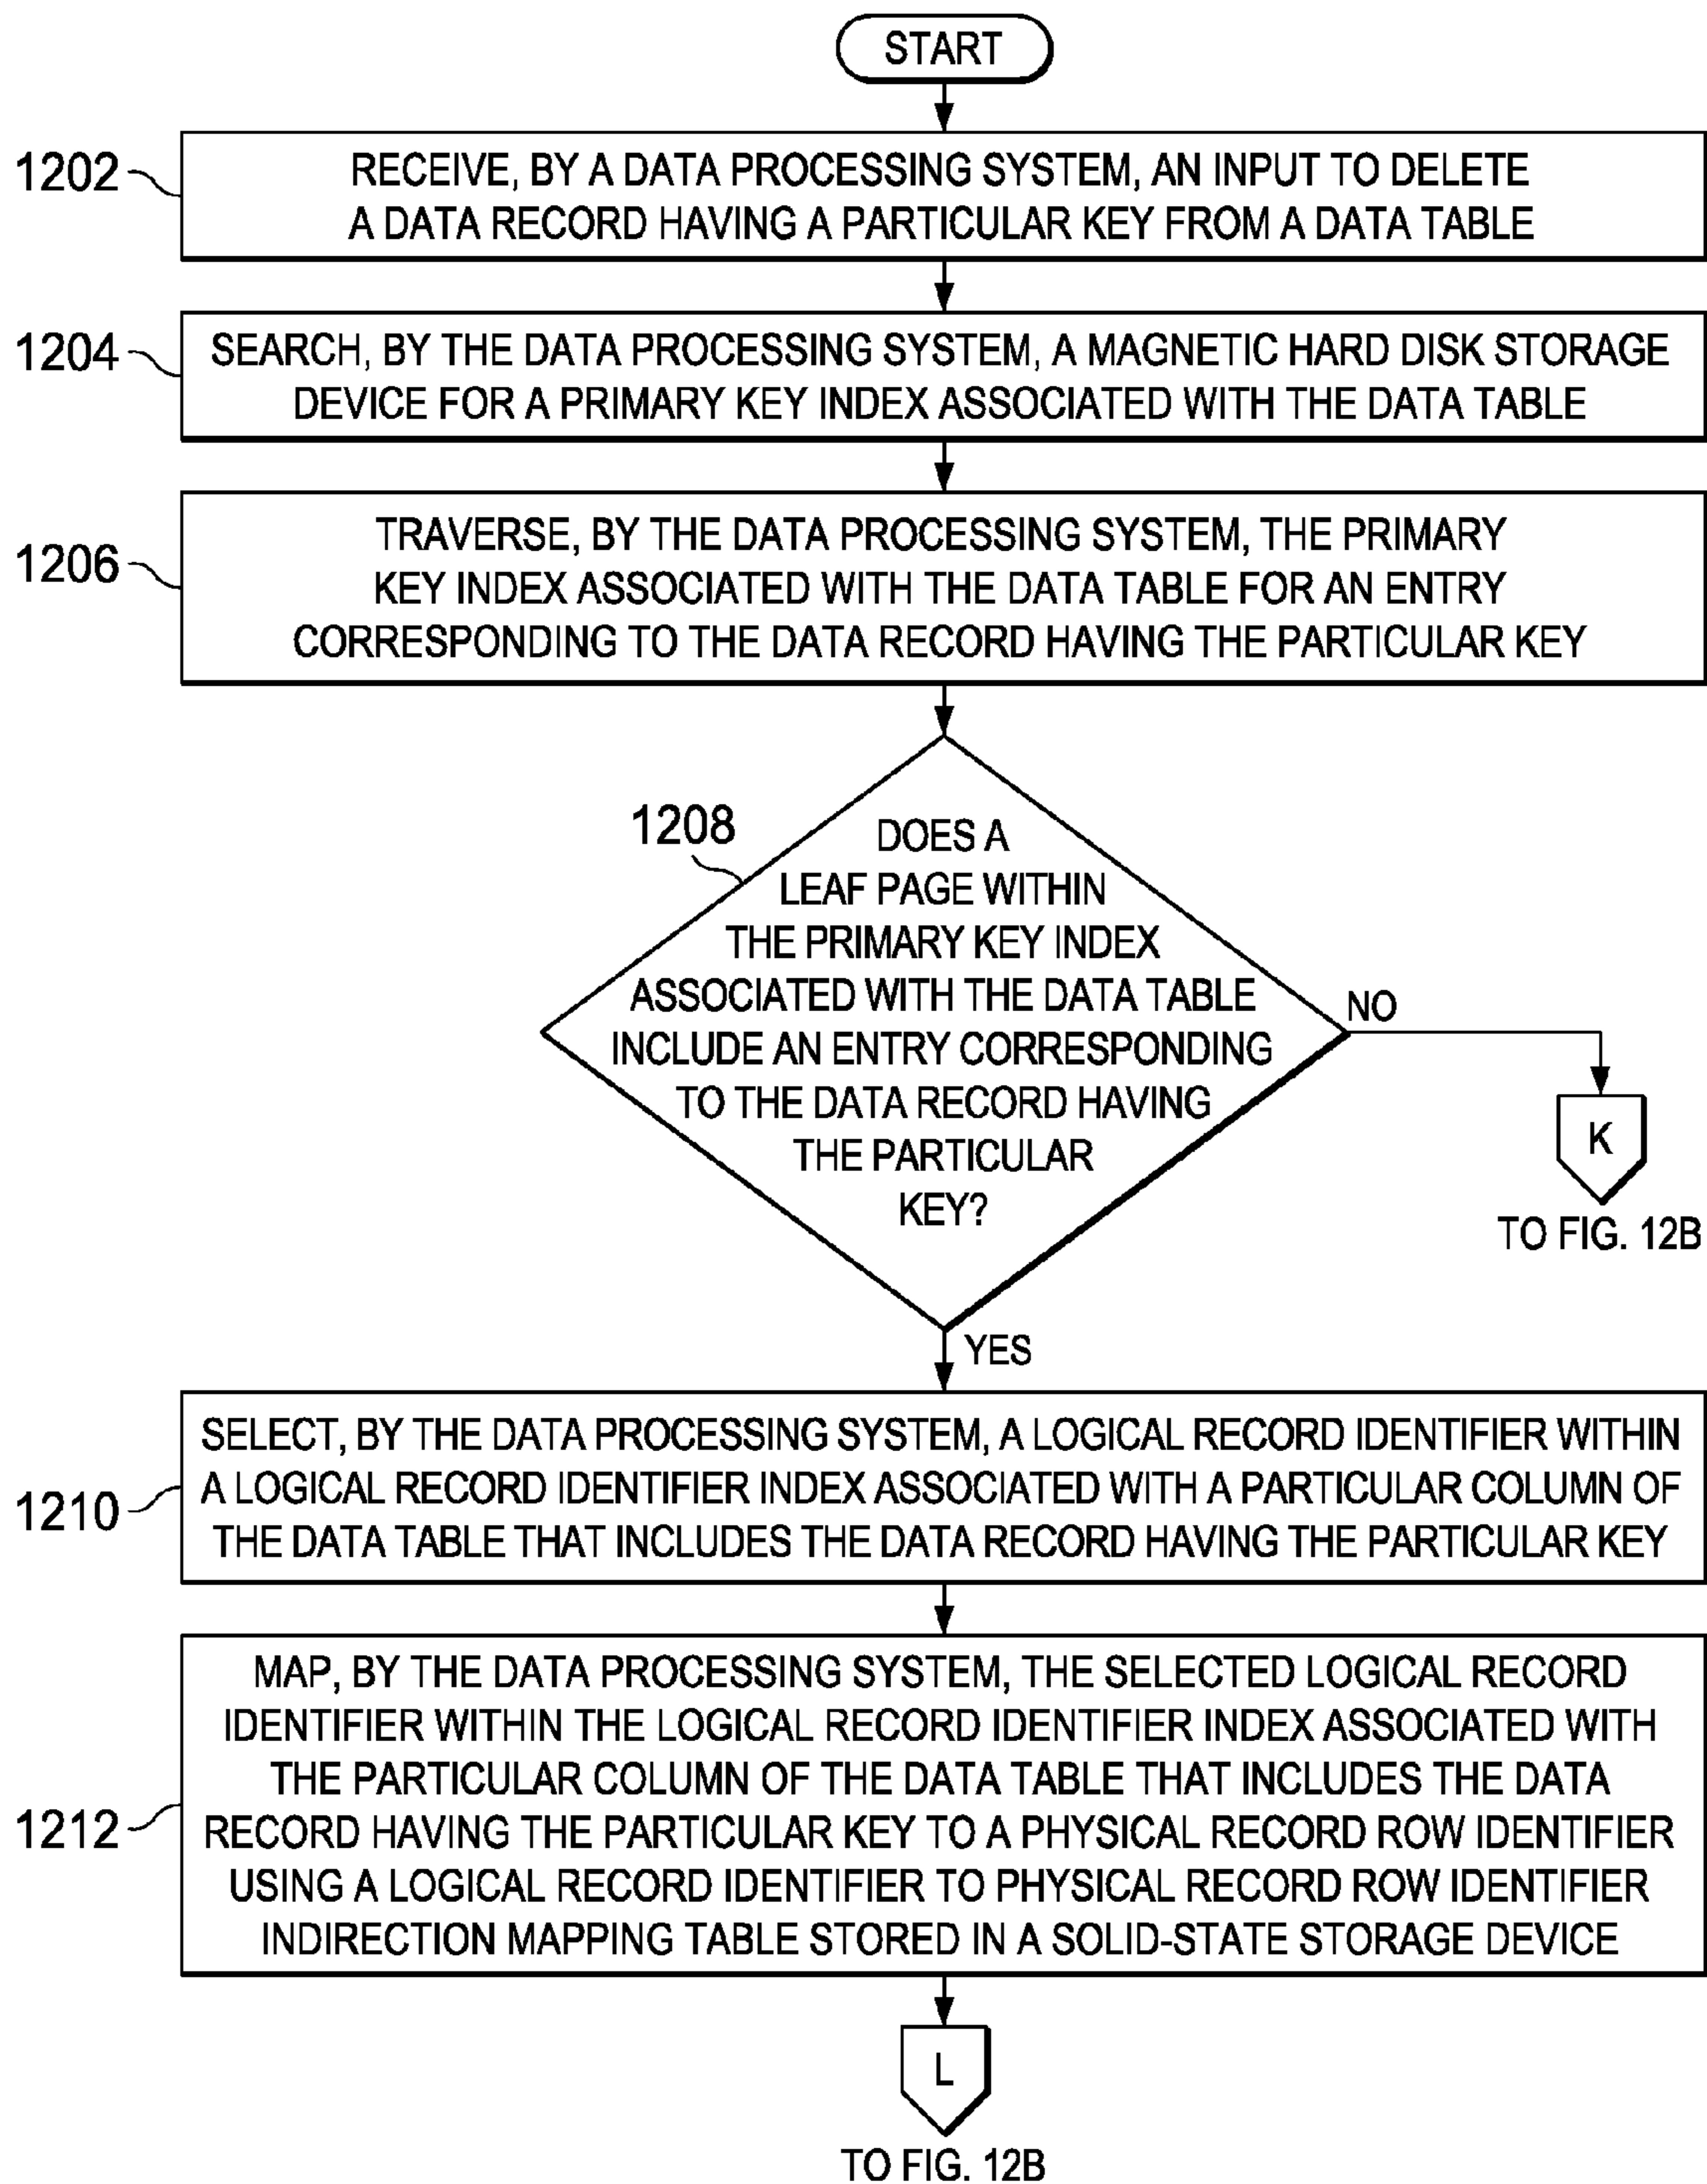 START
1202
RECEIVE, BY A DATA PROCESSING SYSTEM, AN INPUT TO DELETE
A DATA RECORD HAVING A PARTICULAR KEY FROM A DATA TABLE
1204
SEARCH, BY THE DATA PROCESSING SYSTEM, A MAGNETIC HARD DISK STORAGE
DEVICE FOR A PRIMARY KEY INDEX ASSOCIATED WITH THE DATA TABLE
1206
TRAVERSE, BY THE DATA PROCESSING SYSTEM, THE PRIMARY
KEY INDEX ASSOCIATED WITH THE DATA TABLE FOR AN ENTRY
CORRESPONDING TO THE DATA RECORD HAVING THE PARTICULAR KEY
1208
DOES A
LEAF PAGE WITHIN
THE PRIMARY KEY INDEX
ASSOCIATED WITH THE DATA TABLE
INCLUDE AN ENTRY CORRESPONDING
TO THE DATA RECORD HAVING
THE PARTICULAR
KEY?
NO
K
TO FIG. 12B
YES
1210
SELECT, BY THE DATA PROCESSING SYSTEM, A LOGICAL RECORD IDENTIFIER WITHIN
A LOGICAL RECORD IDENTIFIER INDEX ASSOCIATED WITH A PARTICULAR COLUMN OF
THE DATA TABLE THAT INCLUDES THE DATA RECORD HAVING THE PARTICULAR KEY
1212
MAP, BY THE DATA PROCESSING SYSTEM, THE SELECTED LOGICAL RECORD
IDENTIFIER WITHIN THE LOGICAL RECORD IDENTIFIER INDEX ASSOCIATED WITH
THE PARTICULAR COLUMN OF THE DATA TABLE THAT INCLUDES THE DATA
RECORD HAVING THE PARTICULAR KEY TO A PHYSICAL RECORD ROW IDENTIFIER
USING A LOGICAL RECORD IDENTIFIER TO PHYSICAL RECORD ROW IDENTIFIER
INDIRECTION MAPPING TABLE STORED IN A SOLID-STATE STORAGE DEVICE
L
TO FIG. 12B